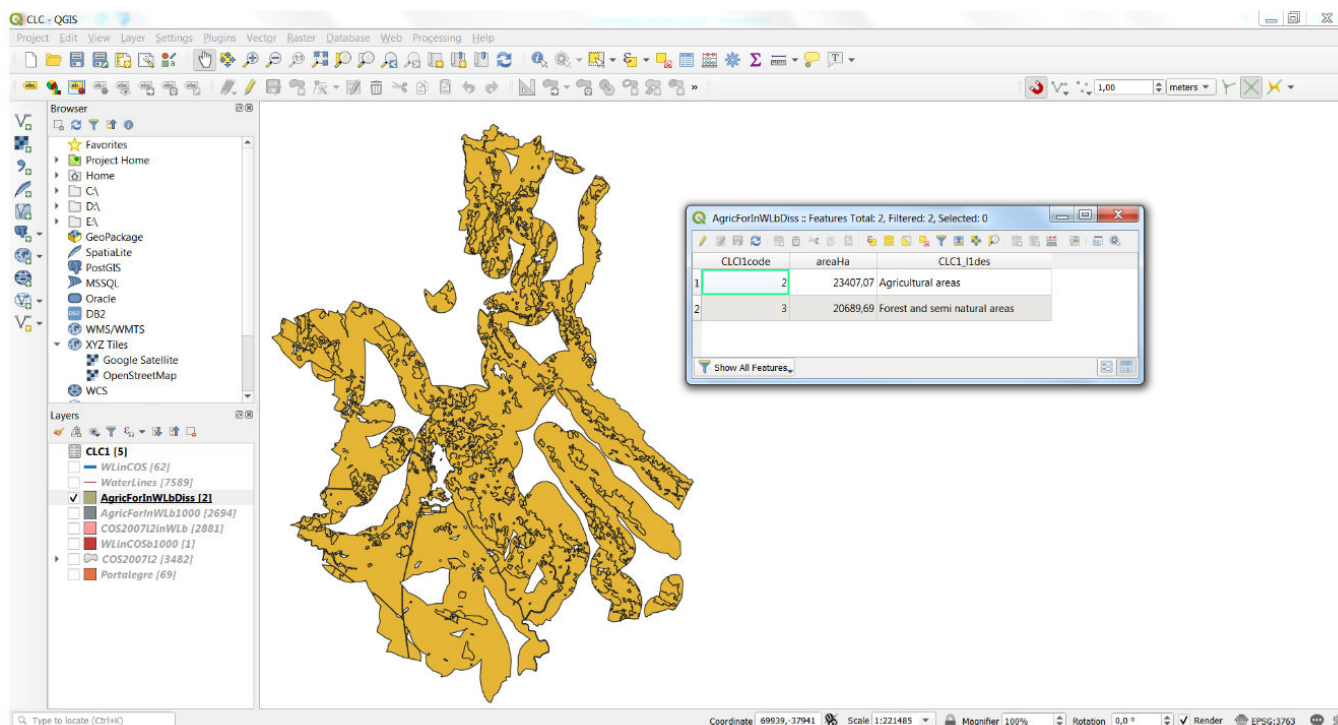 CLC - QGIS
Project Edit View Layer Settings Plugins Vector Raster Database Web Processing Help
1,00 meters
Browser
Favorites
Project Home
Home
C:\
D:\
E:\
GeoPackage
SpatiaLite
PostGIS
MSSQL
Oracle
DB2
WMS/WMTS
XYZ Tiles
Google Satellite
OpenStreetMap
WCS
Layers
CLC1 [5]
WLinCOS [62]
WaterLines [7589]
AgricForInWLbDiss [2]
AgricForInWLb1000 [2694]
COS2007l2inWLb [2881]
WLinCOSb1000 [1]
COS2007l2 [3482]
Portalegre [69]
AgricForInWLbDiss :: Features Total: 2, Filtered: 2, Selected: 0
CLCl1code areaHa CLC1_l1des
1 2 23407,07 Agricultural areas
2 3 20689,69 Forest and semi natural areas
Show All Features
Type to locate (Ctrl+K) Coordinate 69939,-37941 Scale 1:221485 Magnifier 100% Rotation 0,0 ° Render EPSG:3763